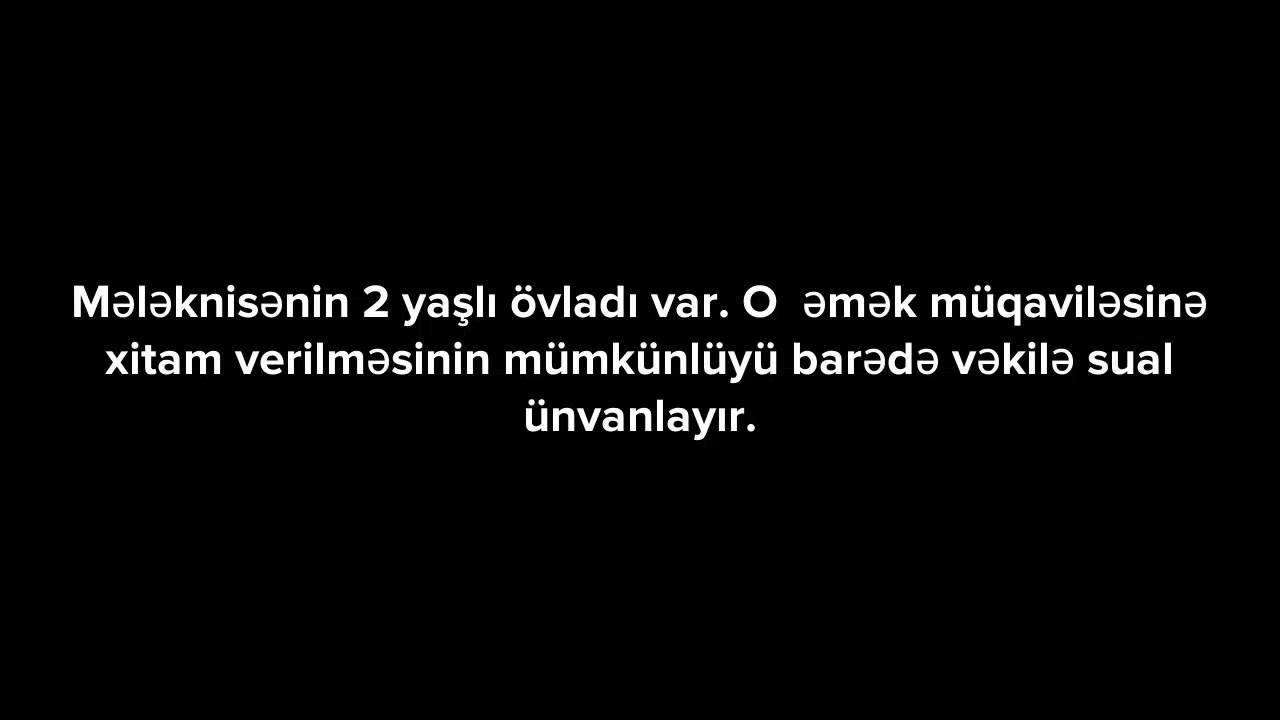 Mələknisənin 2 yaşlı övladı var. O  əmək müqaviləsinə
xitam verilməsinin mümkünlüyü barədə vəkilə sual
ünvanlayır.